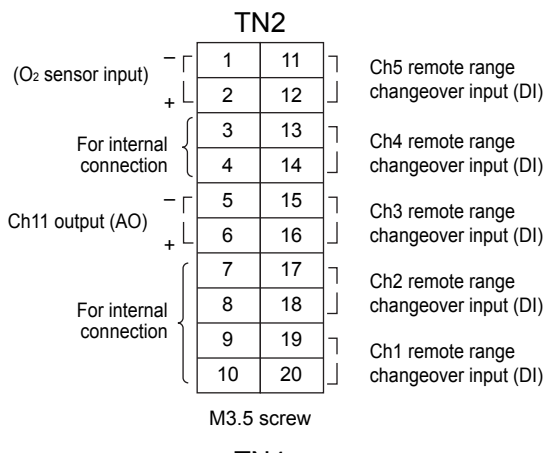 TN2
(O₂ sensor input)
−
+
1 11
2 12
3 13
4 14
5 15
6 16
7 17
8 18
9 19
10 20
For internal
connection
Ch11 output (AO)
−
+
For internal
connection
Ch5 remote range
changeover input (DI)
Ch4 remote range
changeover input (DI)
Ch3 remote range
changeover input (DI)
Ch2 remote range
changeover input (DI)
Ch1 remote range
changeover input (DI)
M3.5 screw